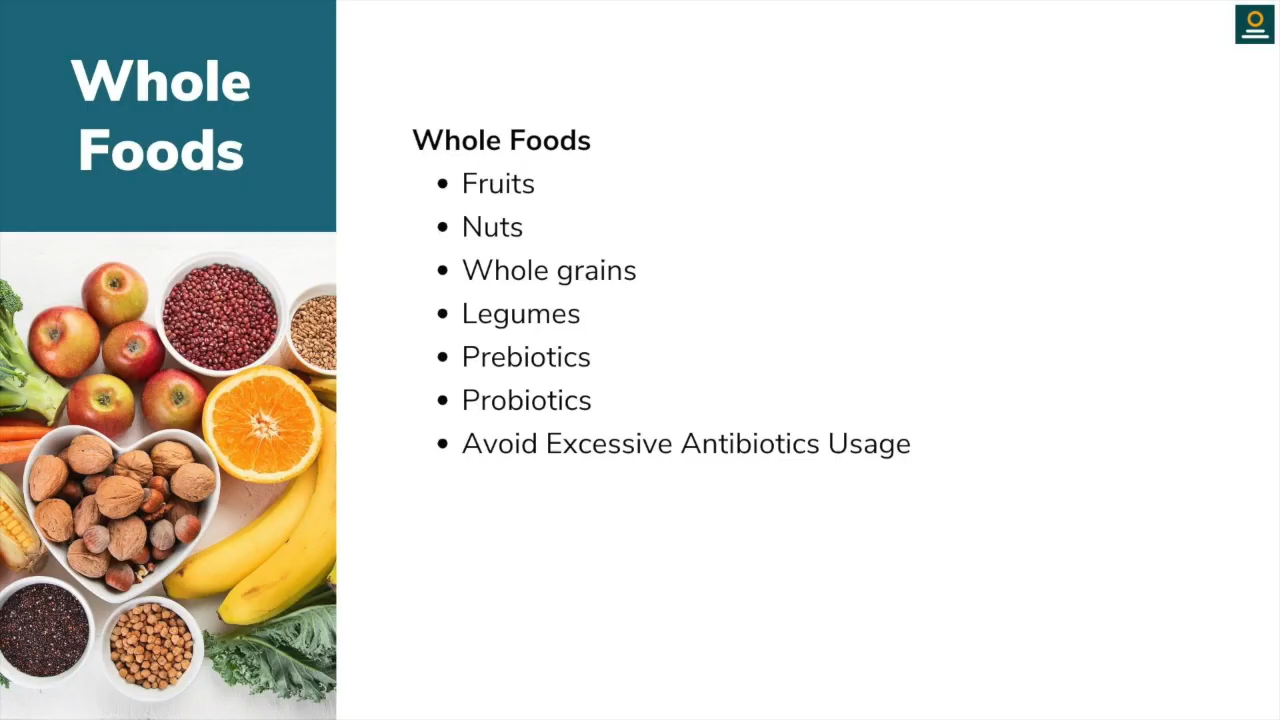 Whole
Foods
Whole Foods
Fruits
Nuts
Whole grains
Legumes
Prebiotics
Probiotics
Avoid Excessive Antibiotics Usage